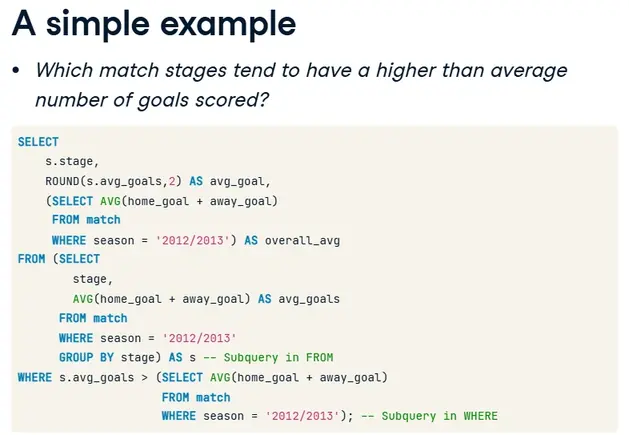 A simple example
• Which match stages tend to have a higher than average
number of goals scored?
SELECT
    s.stage,
    ROUND(s.avg_goals,2) AS avg_goal,
    (SELECT AVG(home_goal + away_goal)
     FROM match
     WHERE season = '2012/2013') AS overall_avg
FROM (SELECT
        stage,
        AVG(home_goal + away_goal) AS avg_goals
      FROM match
      WHERE season = '2012/2013'
      GROUP BY stage) AS s -- Subquery in FROM
WHERE s.avg_goals > (SELECT AVG(home_goal + away_goal)
                     FROM match
                     WHERE season = '2012/2013'); -- Subquery in WHERE